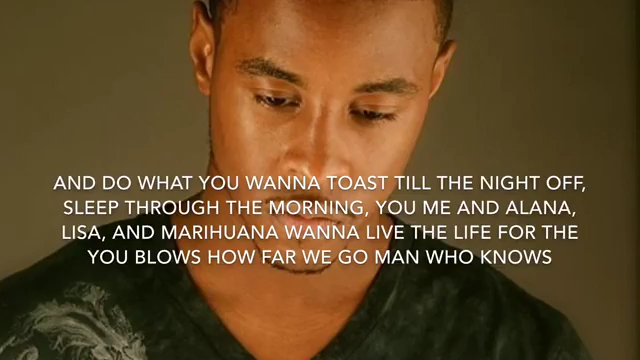 AND DO WHAT YOU WANNA TOAST TILL THE NIGHT OFF,
SLEEP THROUGH THE MORNING, YOU ME AND ALANA,
LISA, AND MARIHUANA WANNA LIVE THE LIFE FOR THE
YOU BLOWS HOW FAR WE GO MAN WHO KNOWS